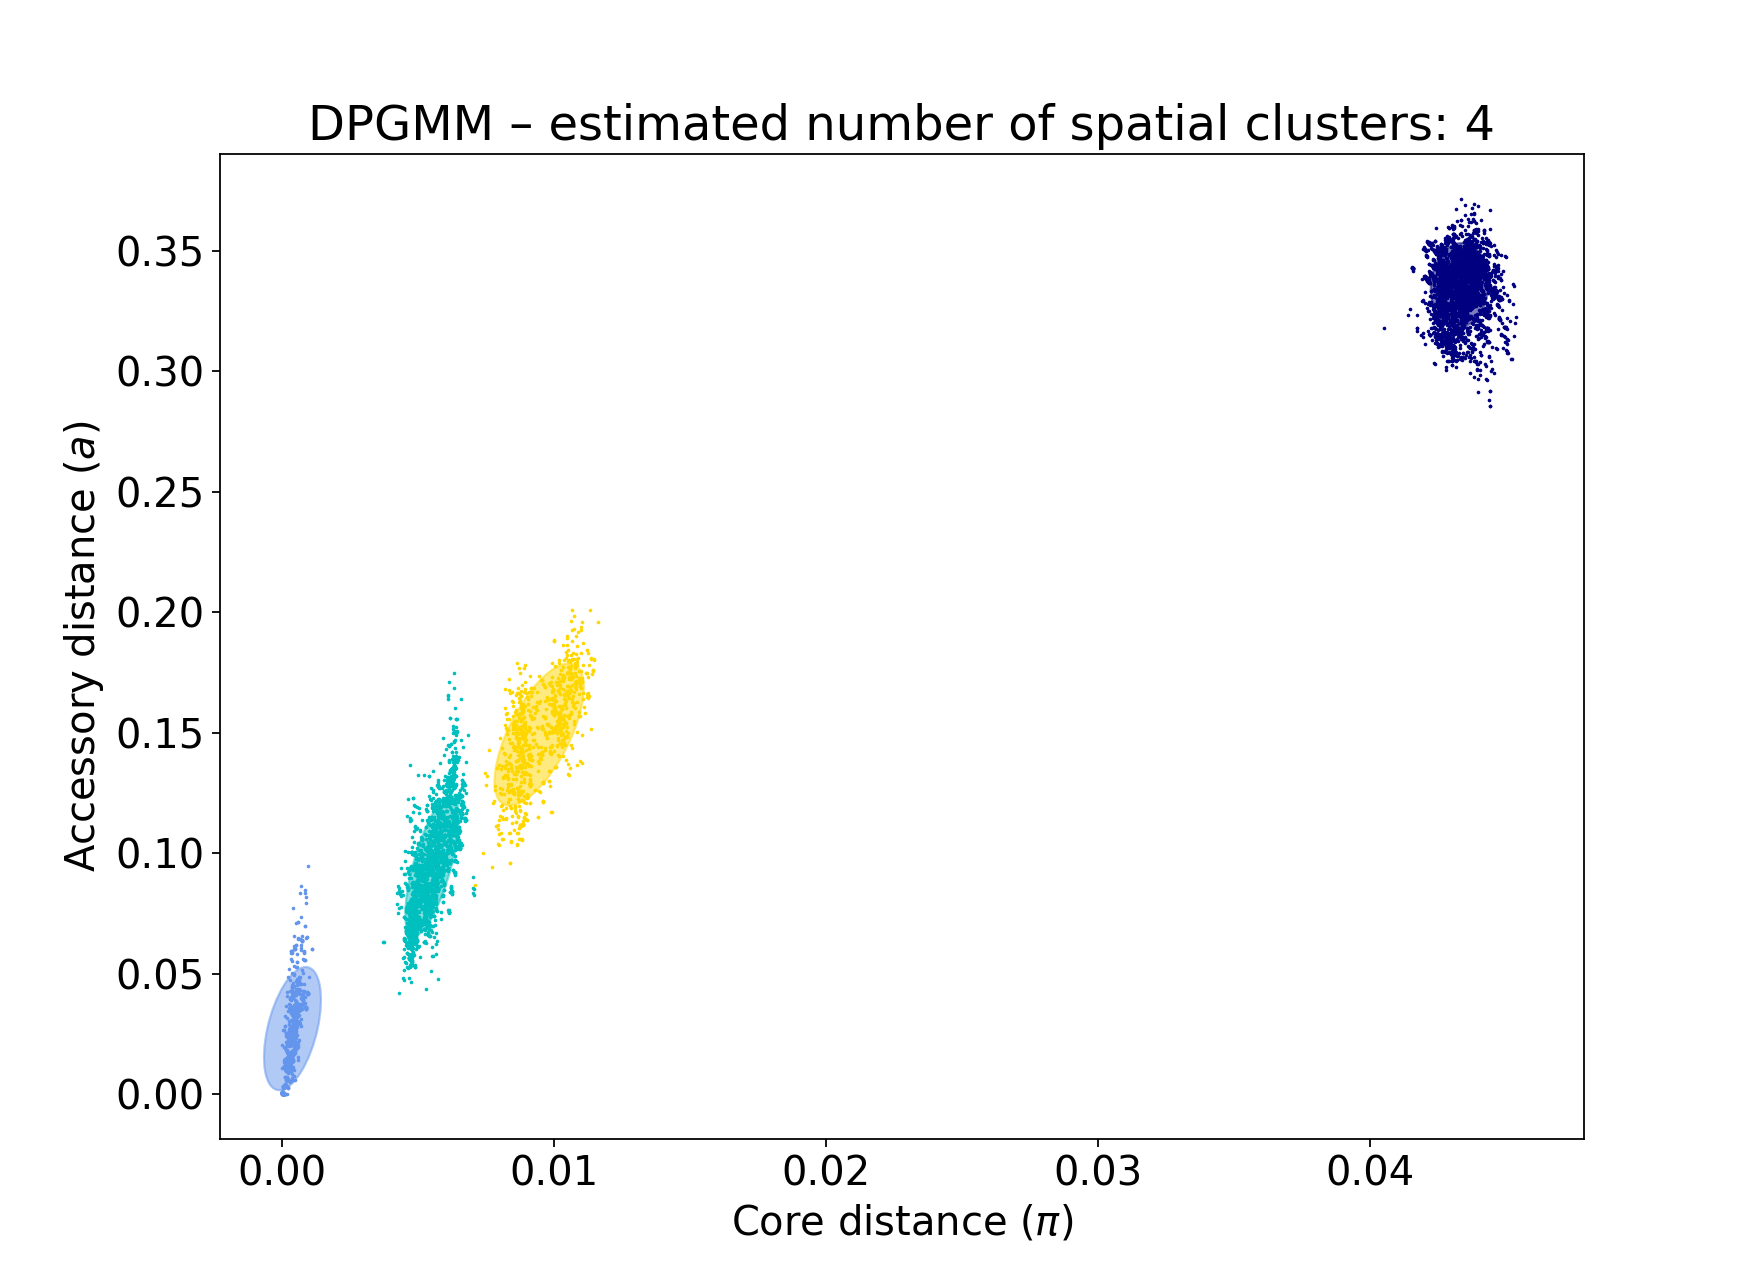 DPGMM – estimated number of spatial clusters: 4
0.35
0.30
0.25
0.20
0.15
0.10
0.05
0.00
Accessory distance (a)
0.00 0.01 0.02 0.03 0.04
Core distance (π)